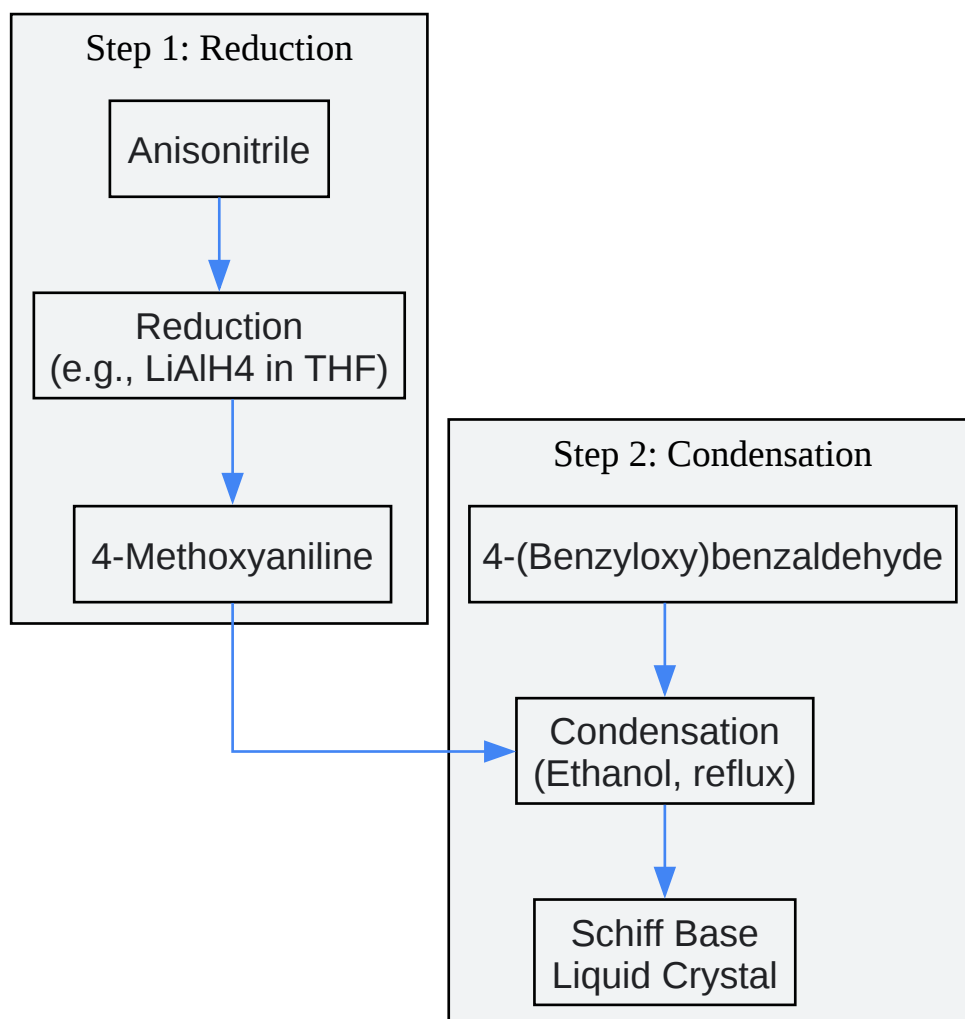 Step 1: Reduction
Anisonitrile
Reduction
(e.g., LiAlH4 in THF)
4-Methoxyaniline
Step 2: Condensation
4-(Benzyloxy)benzaldehyde
Condensation
(Ethanol, reflux)
Schiff Base
Liquid Crystal